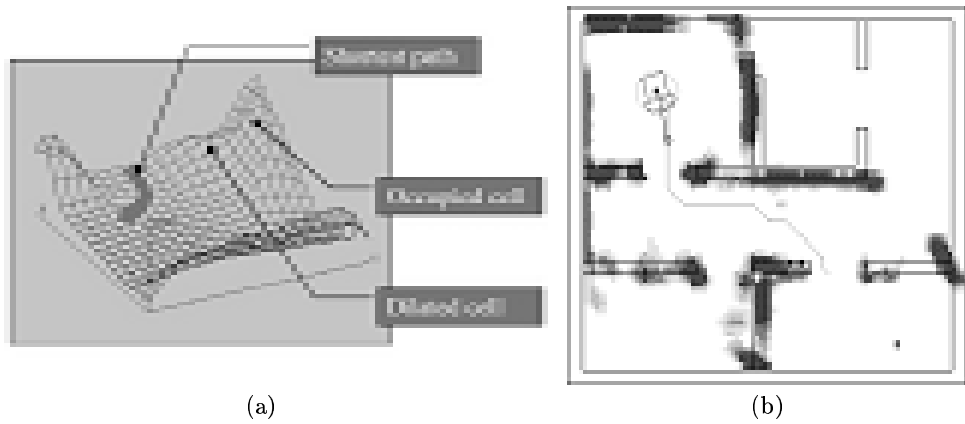 Shortest path
Occupied cell
Dilated cell
(a)
(b)